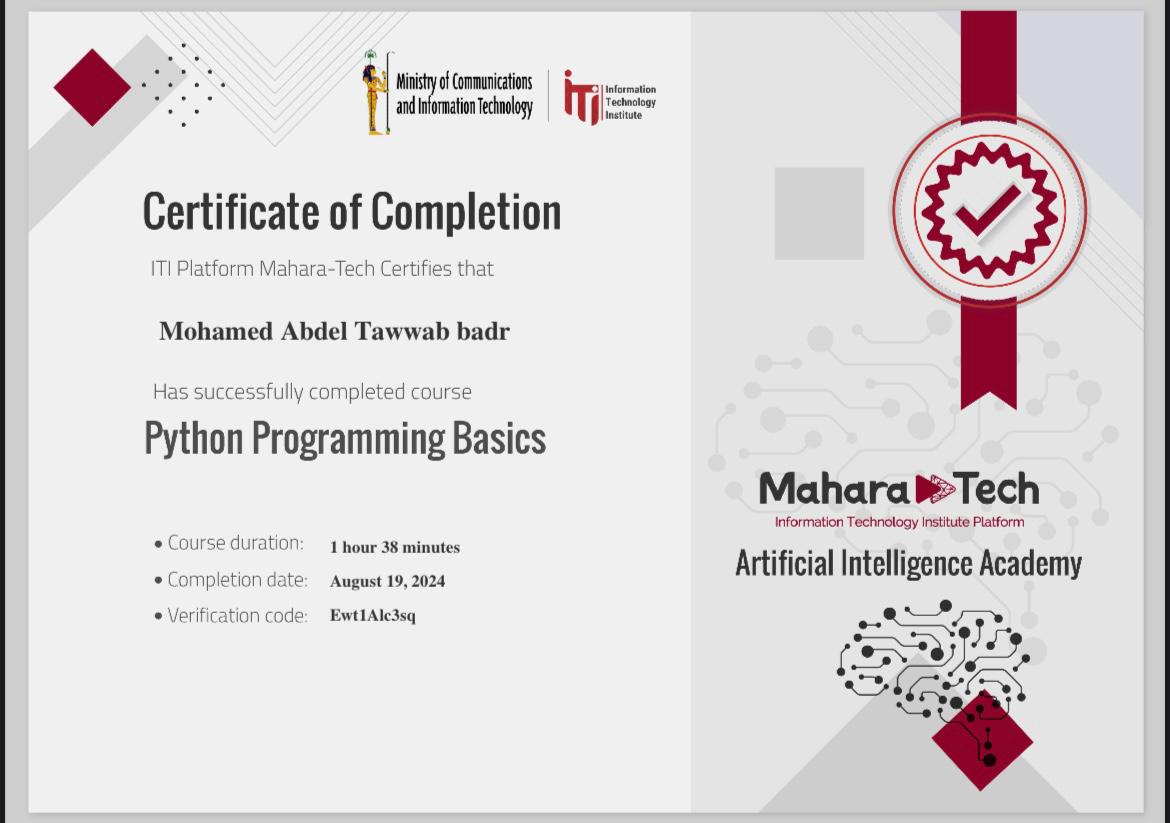 Ministry of Communications
and Information Technology
Information
Technology
Institute
iTi
Certificate of Completion
ITI Platform Mahara-Tech Certifies that
Mohamed Abdel Tawwab badr
Has successfully completed course
Python Programming Basics
• Course duration: 1 hour 38 minutes
• Completion date: August 19, 2024
• Verification code: Ewt1Alc3sq
Mahara Tech
Information Technology Institute Platform
Artificial Intelligence Academy